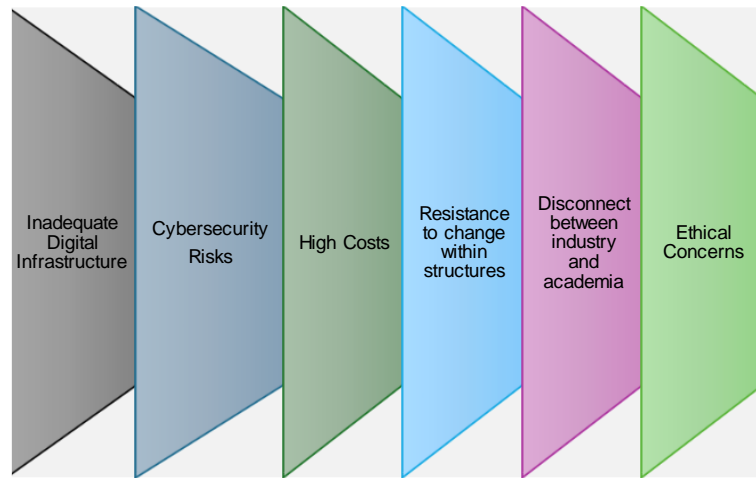 Inadequate
Digital
Infrastructure
Cybersecurity
Risks
High Costs
Resistance
to change
within
structures
Disconnect
between
industry
and
academia
Ethical
Concerns